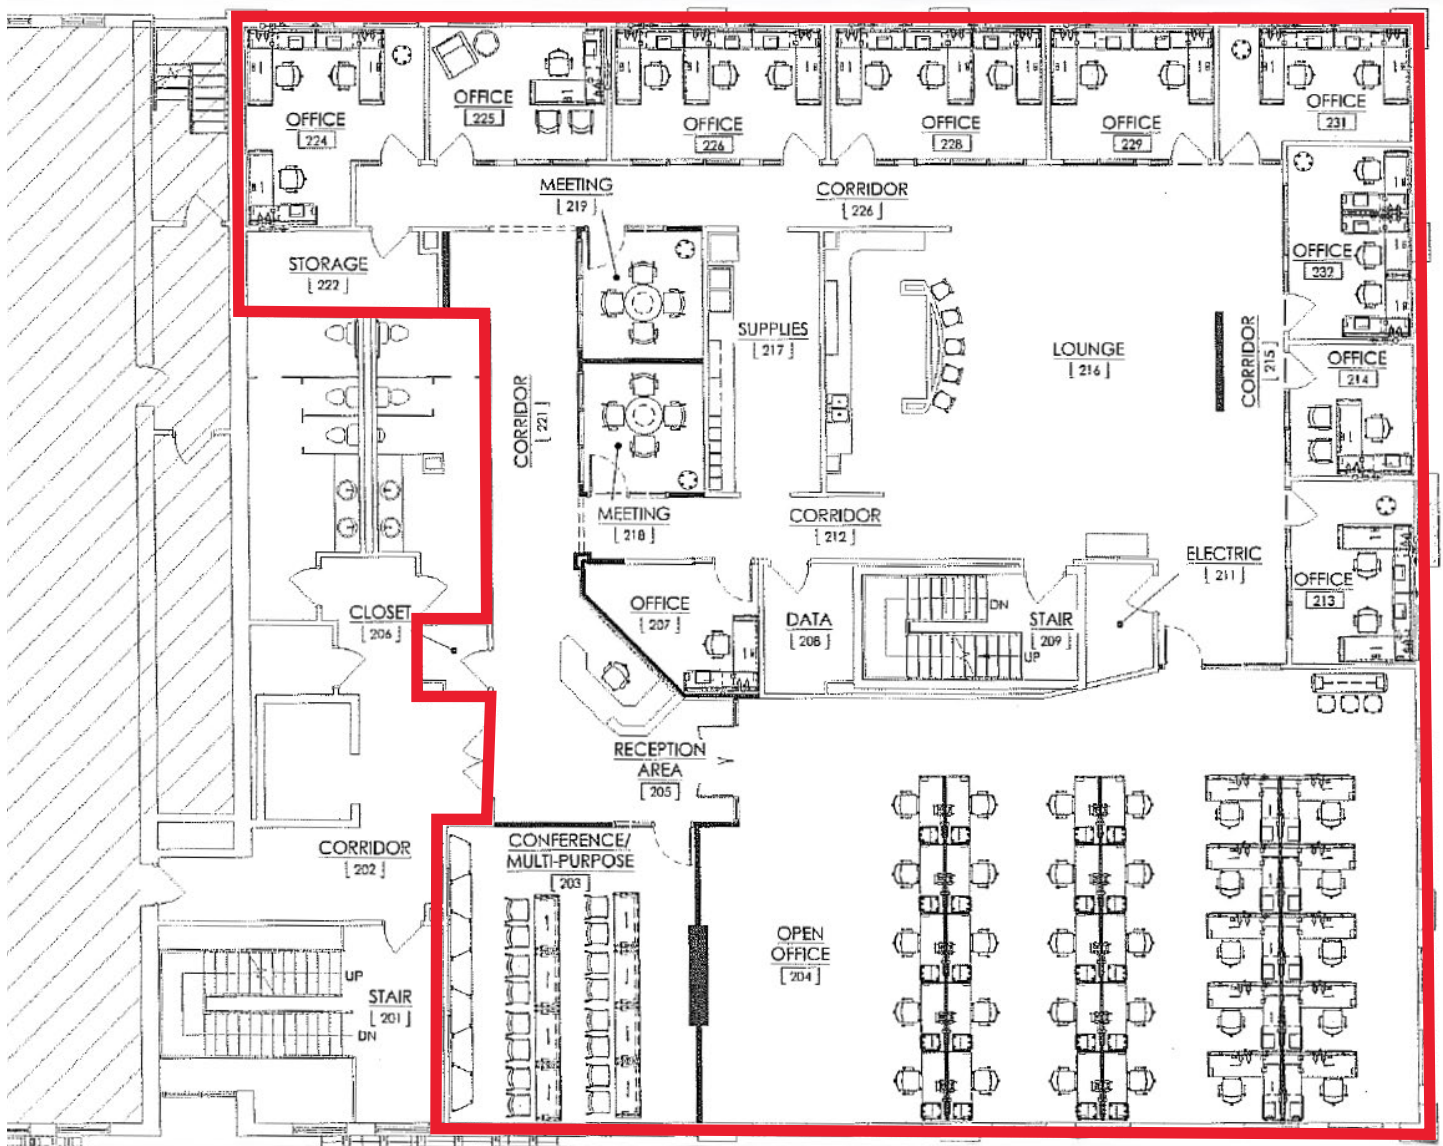 OFFICE
224
OFFICE
225
OFFICE
226
OFFICE
228
OFFICE
229
OFFICE
231
MEETING
219
CORRIDOR
226
STORAGE
222
OFFICE
232
SUPPLIES
217
LOUNGE
216
CORRIDOR
215
OFFICE
214
CORRIDOR
221
MEETING
218
CORRIDOR
212
ELECTRIC
211
OFFICE
213
CLOSET
206
OFFICE
207
DATA
208
DN
STAIR
209
UP
RECEPTION
AREA
205
CORRIDOR
202
CONFERENCE/
MULTI-PURPOSE
203
OPEN
OFFICE
204
UP
STAIR
201
DN